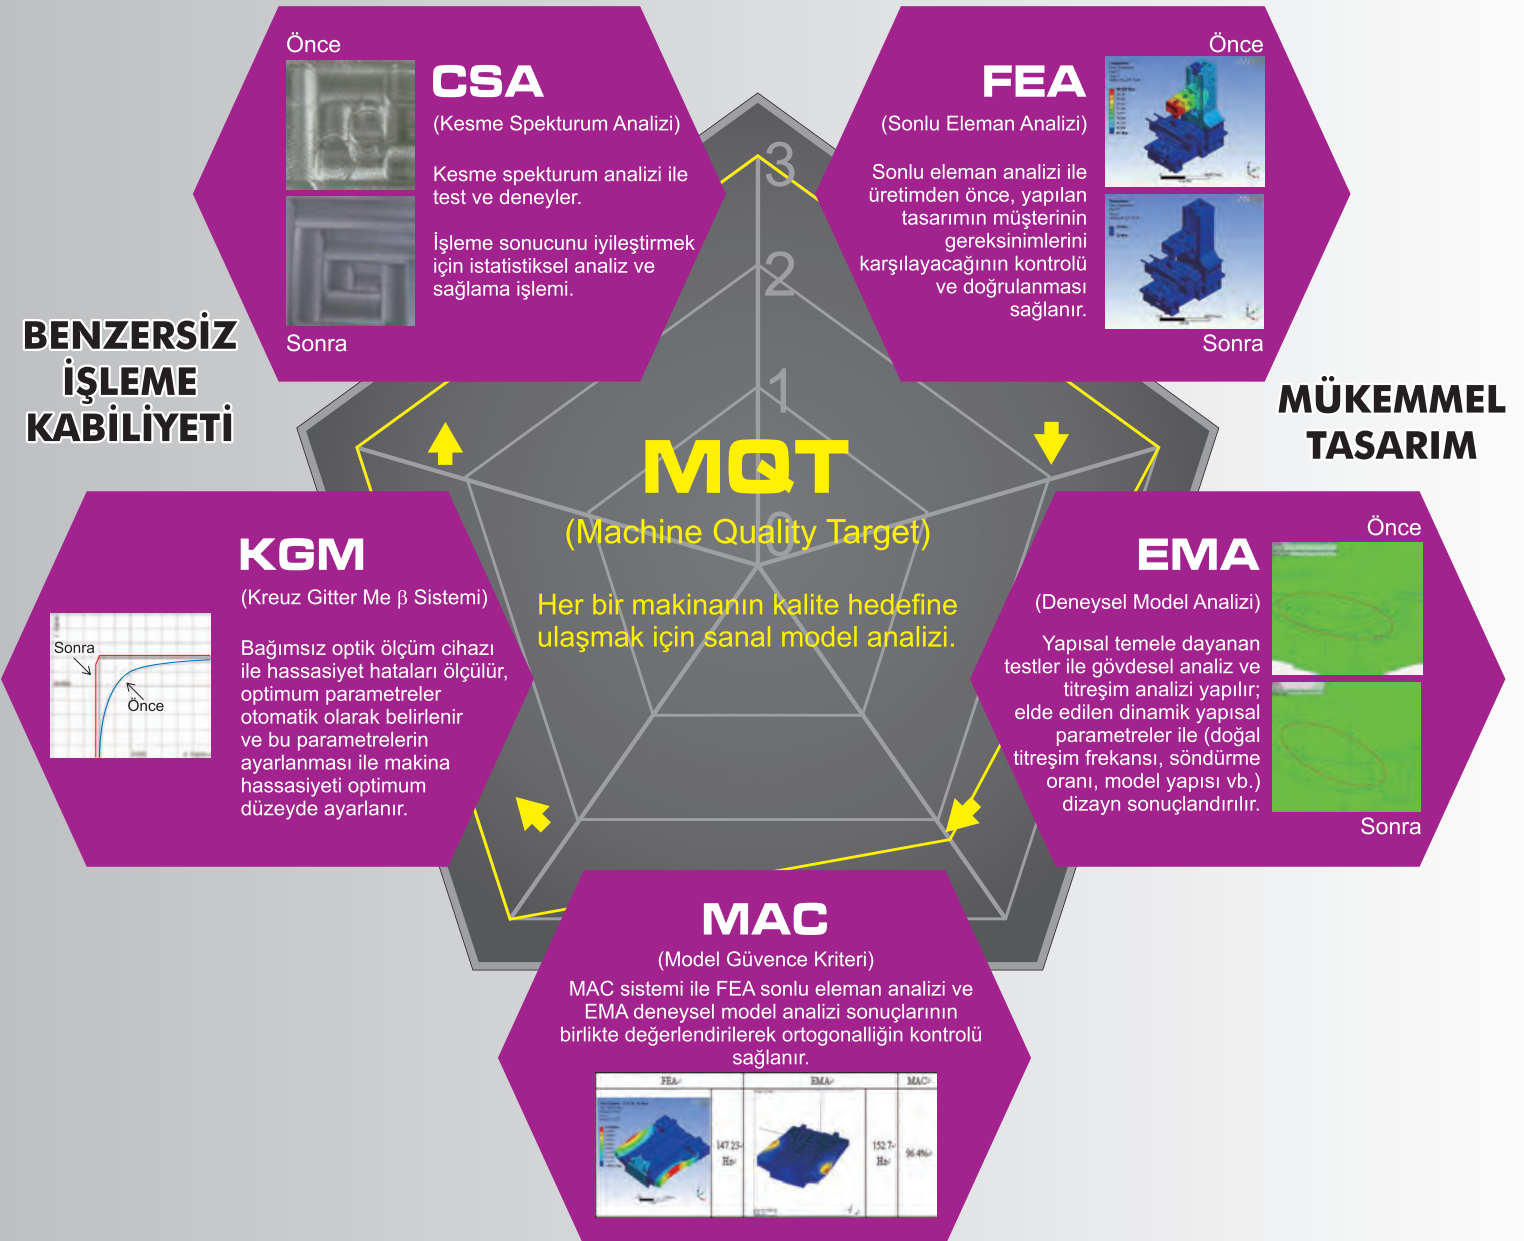 Önce
CSA
(Kesme Spekturum Analizi)
Kesme spekturum analizi ile
test ve deneyler.
İşleme sonucunu iyileştirmek
için istatistiksel analiz ve
sağlama işlemi.
Sonra
Önce
FEA
(Sonlu Eleman Analizi)
Sonlu eleman analizi ile
üretimden önce, yapılan
tasarımın müşterinin
gereksinimlerini
karşılayacağının kontrolü
ve doğrulanması
sağlanır.
Sonra
BENZERSİZ
İŞLEME
KABİLİYETİ
MÜKEMMEL
TASARIM
3
2
1
0
MQT
(Machine Quality Target)
Her bir makinanın kalite hedefine
ulaşmak için sanal model analizi.
KGM
(Kreuz Gitter Me β Sistemi)
Bağımsız optik ölçüm cihazı
ile hassasiyet hataları ölçülür,
optimum parametreler
otomatik olarak belirlenir
ve bu parametrelerin
ayarlanması ile makina
hassasiyeti optimum
düzeyde ayarlanır.
Sonra
Önce
Önce
EMA
(Deneysel Model Analizi)
Yapısal temele dayanan
testler ile gövdesel analiz ve
titreşim analizi yapılır;
elde edilen dinamik yapısal
parametreler ile (doğal
titreşim frekansı, söndürme
oranı, model yapısı vb.)
dizayn sonuçlandırılır.
Sonra
MAC
(Model Güvence Kriteri)
MAC sistemi ile FEA sonlu eleman analizi ve
EMA deneysel model analizi sonuçlarının
birlikte değerlendirilerek ortogonalliğin kontrolü
sağlanır.
FEA EMA MAC
147.23 152.7 96.4%
Hz Hz